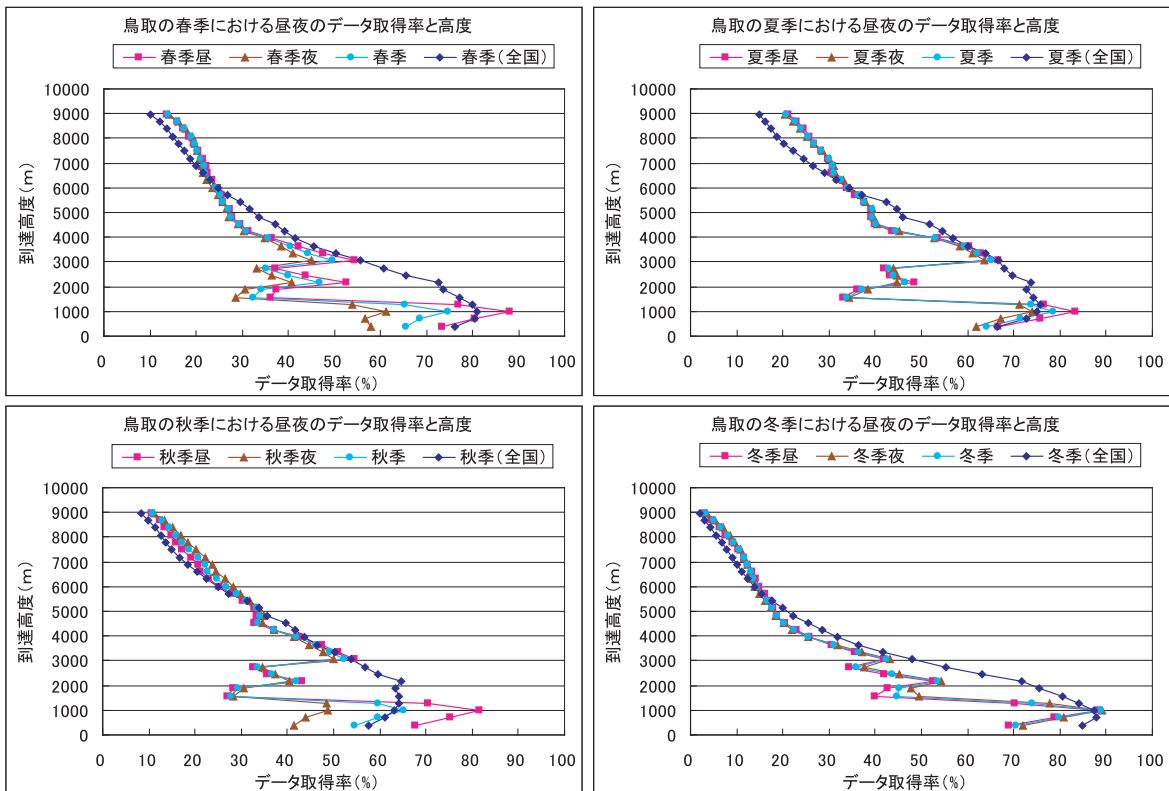 鳥取の春季における昼夜のデータ取得率と高度
春季昼 春季夜 春季 春季(全国)
10000
9000
8000
7000
6000
5000
4000
3000
2000
1000
0
到達高度(m)
0 10 20 30 40 50 60 70 80 90 100
データ取得率(%)
鳥取の夏季における昼夜のデータ取得率と高度
夏季昼 夏季夜 夏季 夏季(全国)
10000
9000
8000
7000
6000
5000
4000
3000
2000
1000
0
到達高度(m)
0 10 20 30 40 50 60 70 80 90 100
データ取得率(%)
鳥取の秋季における昼夜のデータ取得率と高度
秋季昼 秋季夜 秋季 秋季(全国)
10000
9000
8000
7000
6000
5000
4000
3000
2000
1000
0
到達高度(m)
0 10 20 30 40 50 60 70 80 90 100
データ取得率(%)
鳥取の冬季における昼夜のデータ取得率と高度
冬季昼 冬季夜 冬季 冬季(全国)
10000
9000
8000
7000
6000
5000
4000
3000
2000
1000
0
到達高度(m)
0 10 20 30 40 50 60 70 80 90 100
データ取得率(%)